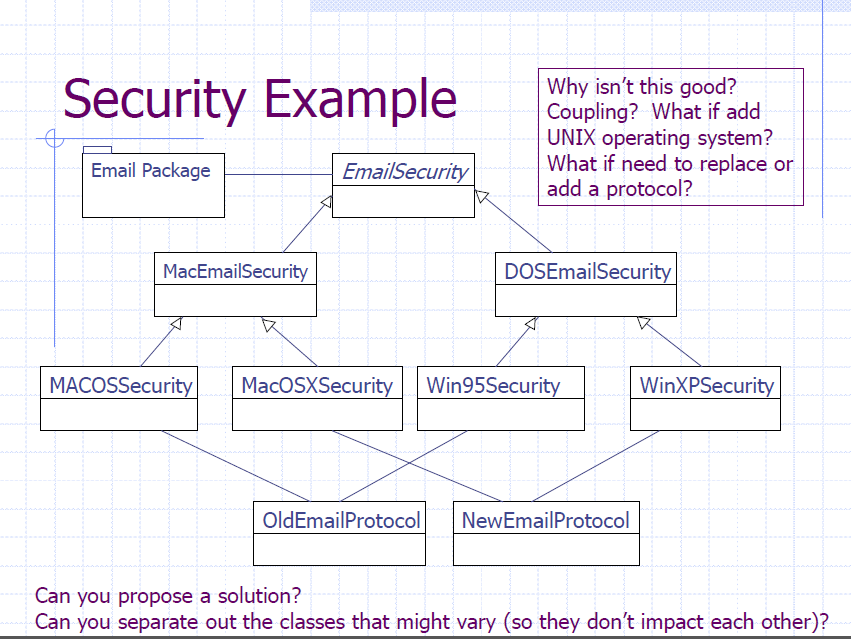 Security Example
Why isn't this good?
Coupling?  What if add
UNIX operating system?
What if need to replace or
add a protocol?
Email Package
EmailSecurity
MacEmailSecurity
DOSEmailSecurity
MACOSSecurity
MacOSXSecurity
Win95Security
WinXPSecurity
OldEmailProtocol
NewEmailProtocol
Can you propose a solution?
Can you separate out the classes that might vary (so they don't impact each other)?